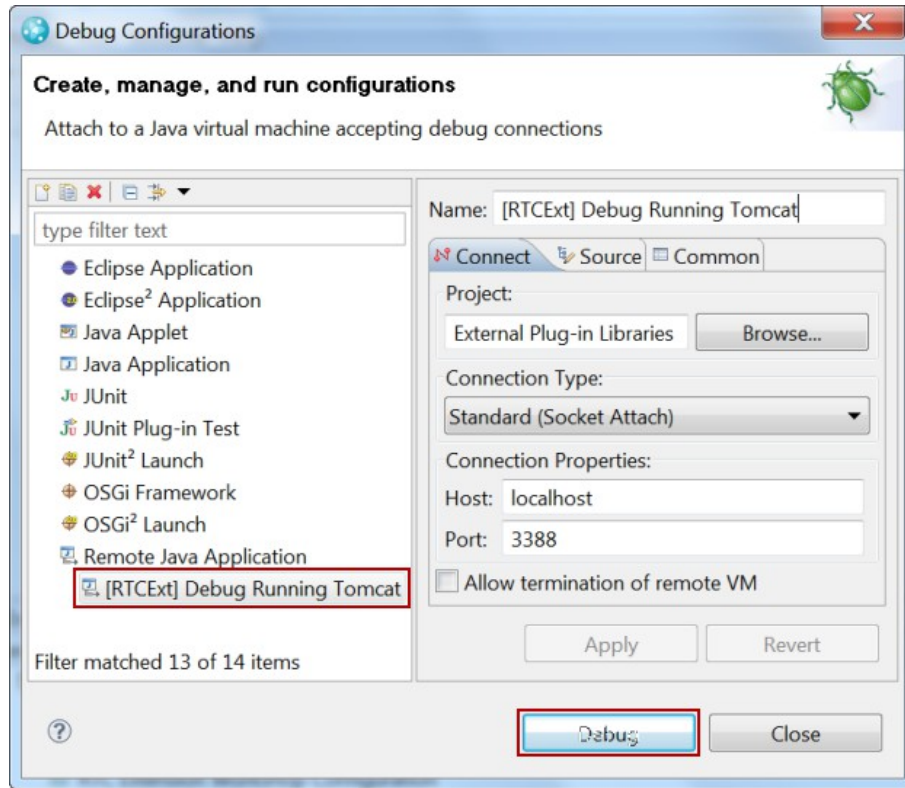 Debug Configurations
Create, manage, and run configurations
Attach to a Java virtual machine accepting debug connections
type filter text
Eclipse Application
Eclipse² Application
Java Applet
Java Application
Ju JUnit
Jü JUnit Plug-in Test
JUnit² Launch
OSGi Framework
OSGi² Launch
Remote Java Application
[RTCExt] Debug Running Tomcat
Filter matched 13 of 14 items
Name: [RTCExt] Debug Running Tomcat
Connect Source Common
Project:
External Plug-in Libraries Browse...
Connection Type:
Standard (Socket Attach)
Connection Properties:
Host: localhost
Port: 3388
Allow termination of remote VM
Apply Revert
? Debug Close